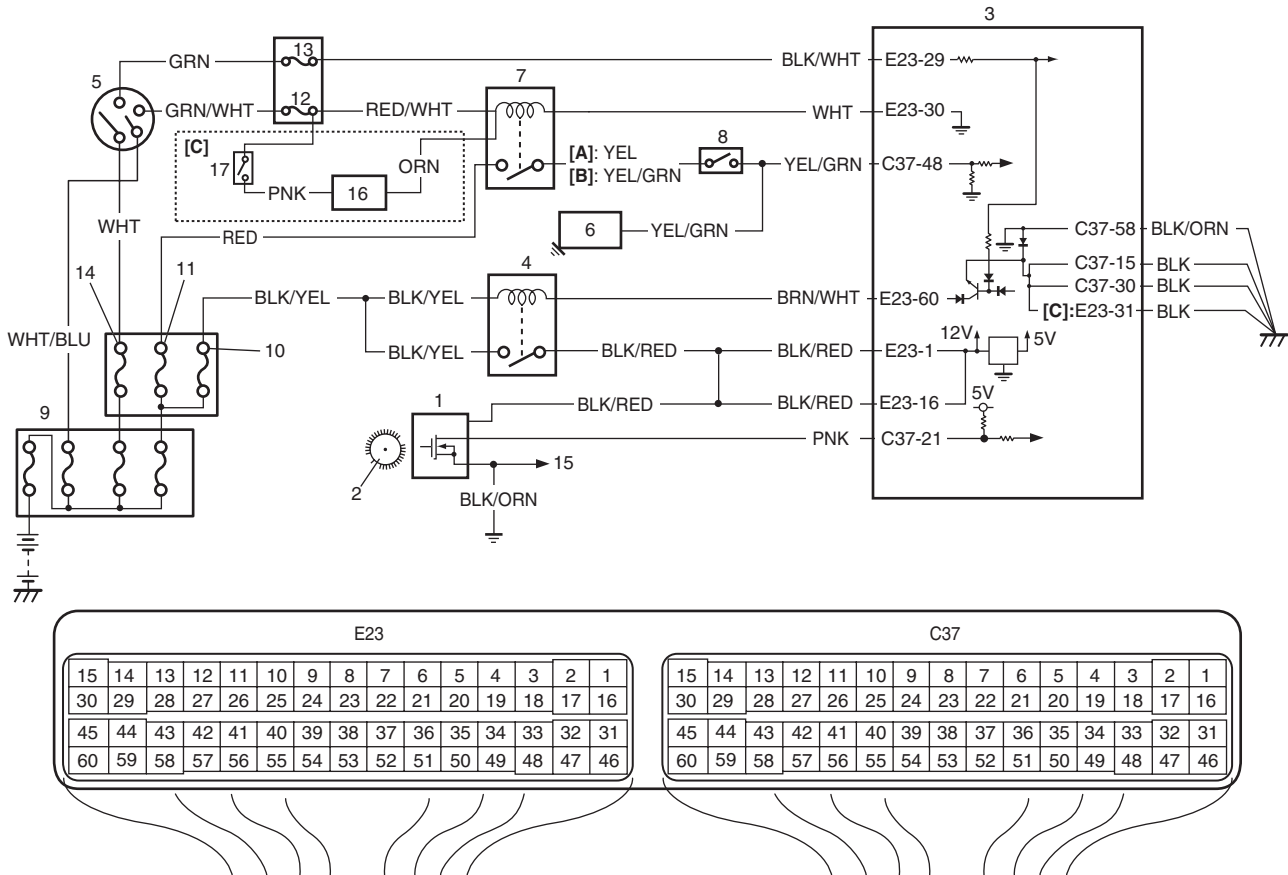 3
5
GRN
13
BLK/WHT
E23-29
7
GRN/WHT
12
RED/WHT
WHT
E23-30
[C]
17
PNK
16
ORN
[A]: YEL
[B]: YEL/GRN
8
YEL/GRN
C37-48
WHT
RED
6
YEL/GRN
C37-58
BLK/ORN
14
11
4
C37-15
BLK
BLK/YEL
BLK/YEL
BRN/WHT
E23-60
C37-30
BLK
[C]:E23-31
BLK
WHT/BLU
10
BLK/YEL
BLK/RED
BLK/RED
E23-1
12V
5V
9
1
BLK/RED
BLK/RED
E23-16
5V
PNK
C37-21
2
15
BLK/ORN
E23
C37
15 14 13 12 11 10 9 8 7 6 5 4 3 2 1
15 14 13 12 11 10 9 8 7 6 5 4 3 2 1
30 29 28 27 26 25 24 23 22 21 20 19 18 17 16
30 29 28 27 26 25 24 23 22 21 20 19 18 17 16
45 44 43 42 41 40 39 38 37 36 35 34 33 32 31
45 44 43 42 41 40 39 38 37 36 35 34 33 32 31
60 59 58 57 56 55 54 53 52 51 50 49 48 47 46
60 59 58 57 56 55 54 53 52 51 50 49 48 47 46